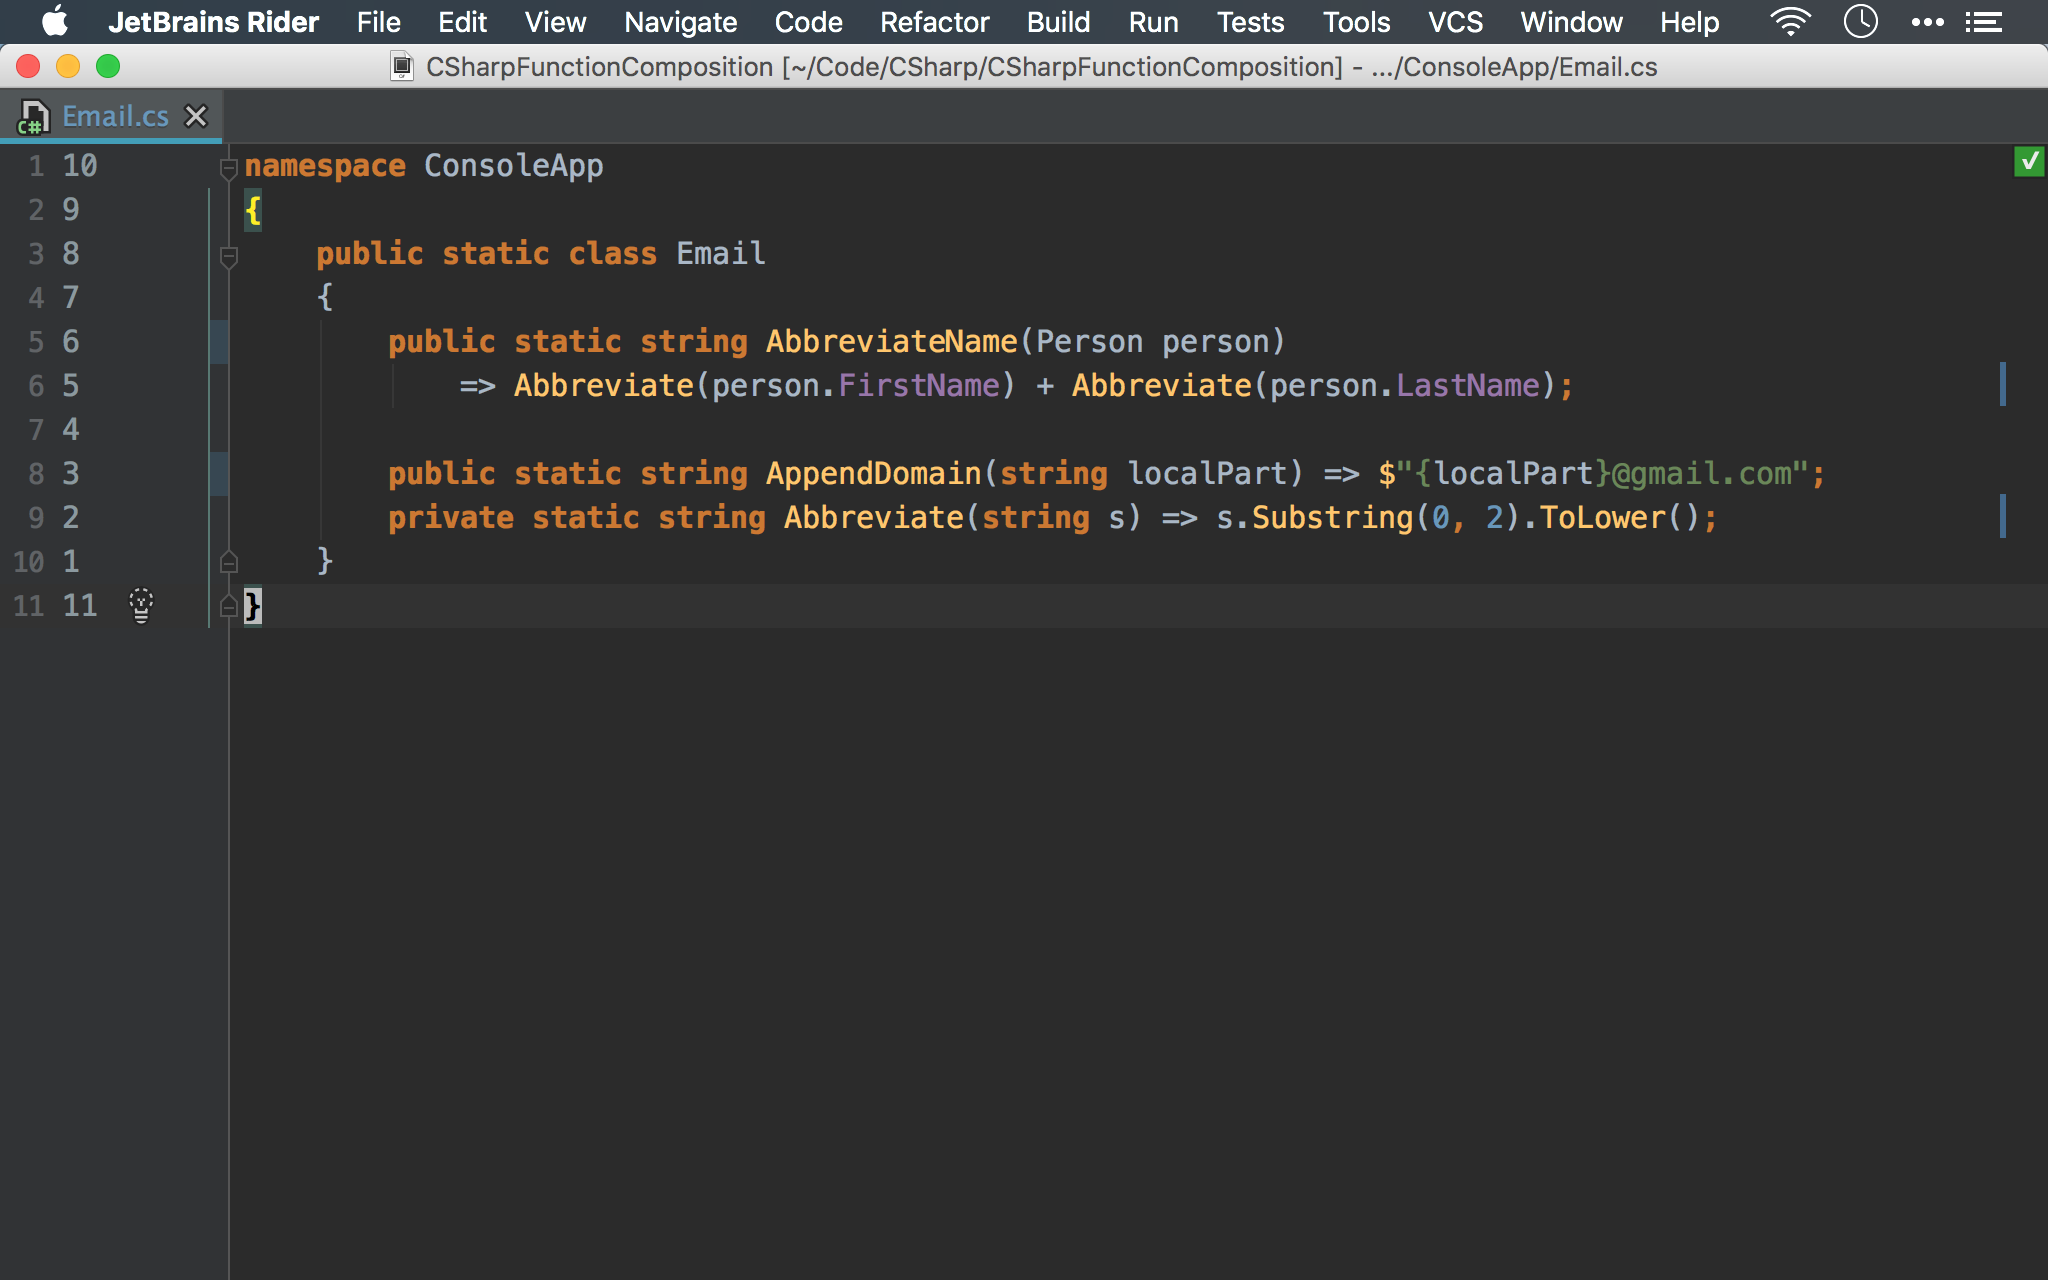 JetBrains Rider File Edit View Navigate Code Refactor Build Run Tests Tools VCS Window Help
CSharpFunctionComposition [~/Code/CSharp/CSharpFunctionComposition] - .../ConsoleApp/Email.cs
C# Email.cs
1 10 namespace ConsoleApp
2 9 {
3 8 public static class Email
4 7 {
5 6 public static string AbbreviateName(Person person)
6 5 => Abbreviate(person.FirstName) + Abbreviate(person.LastName);
7 4
8 3 public static string AppendDomain(string localPart) => $"{localPart}@gmail.com";
9 2 private static string Abbreviate(string s) => s.Substring(0, 2).ToLower();
10 1 }
11 11 }